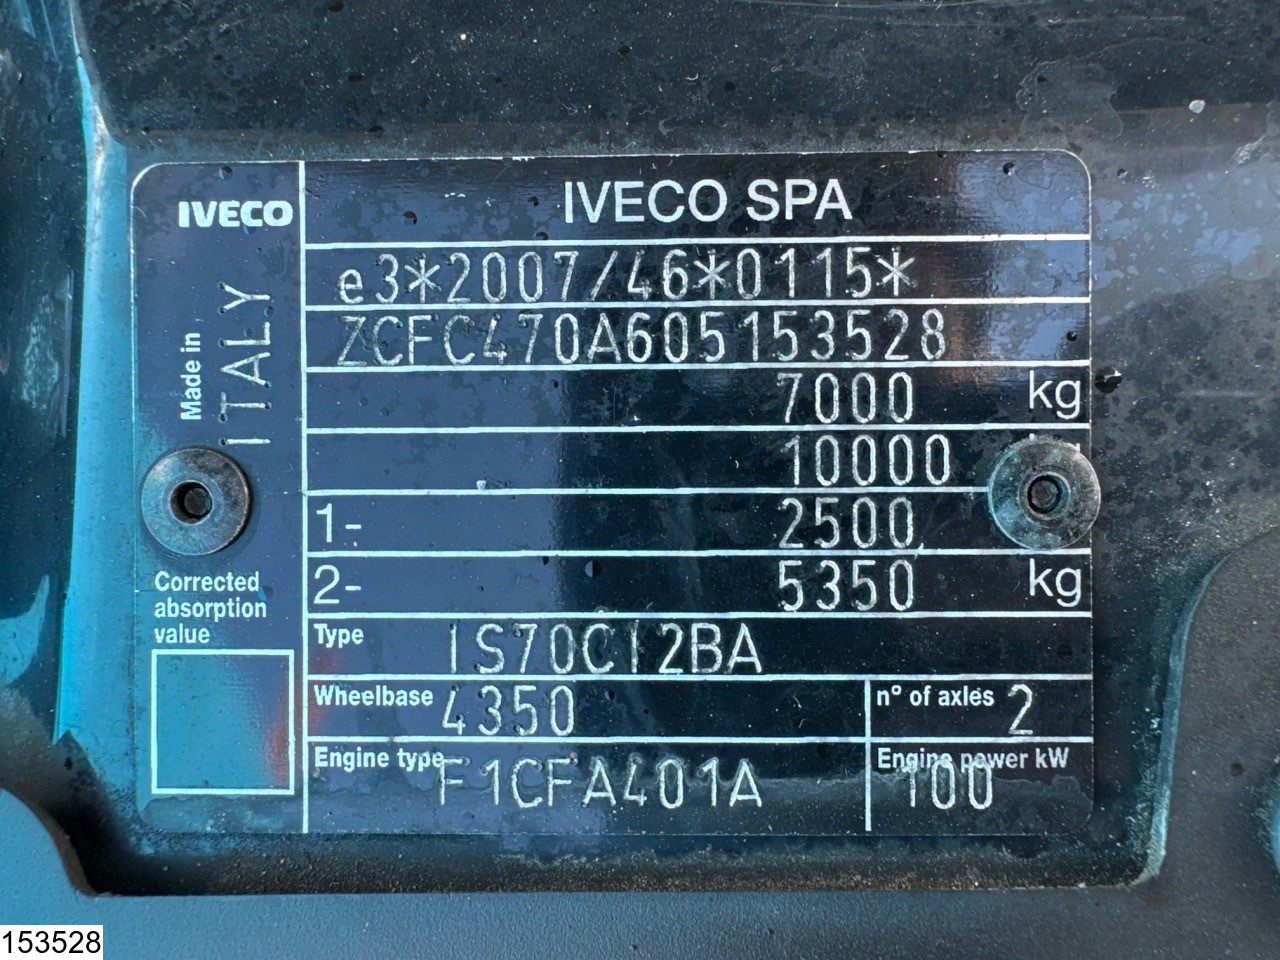 IVECO
IVECO SPA
Made in
ITALY
e3*2007/46*0115*
ZCFC470A605153528
7000 kg
10000
1- 2500
2- 5350 kg
Corrected
absorption
value
Type IS70CI2BA
Wheelbase 4350
n° of axles 2
Engine type F1CFA401A
Engine power kW 100
153528